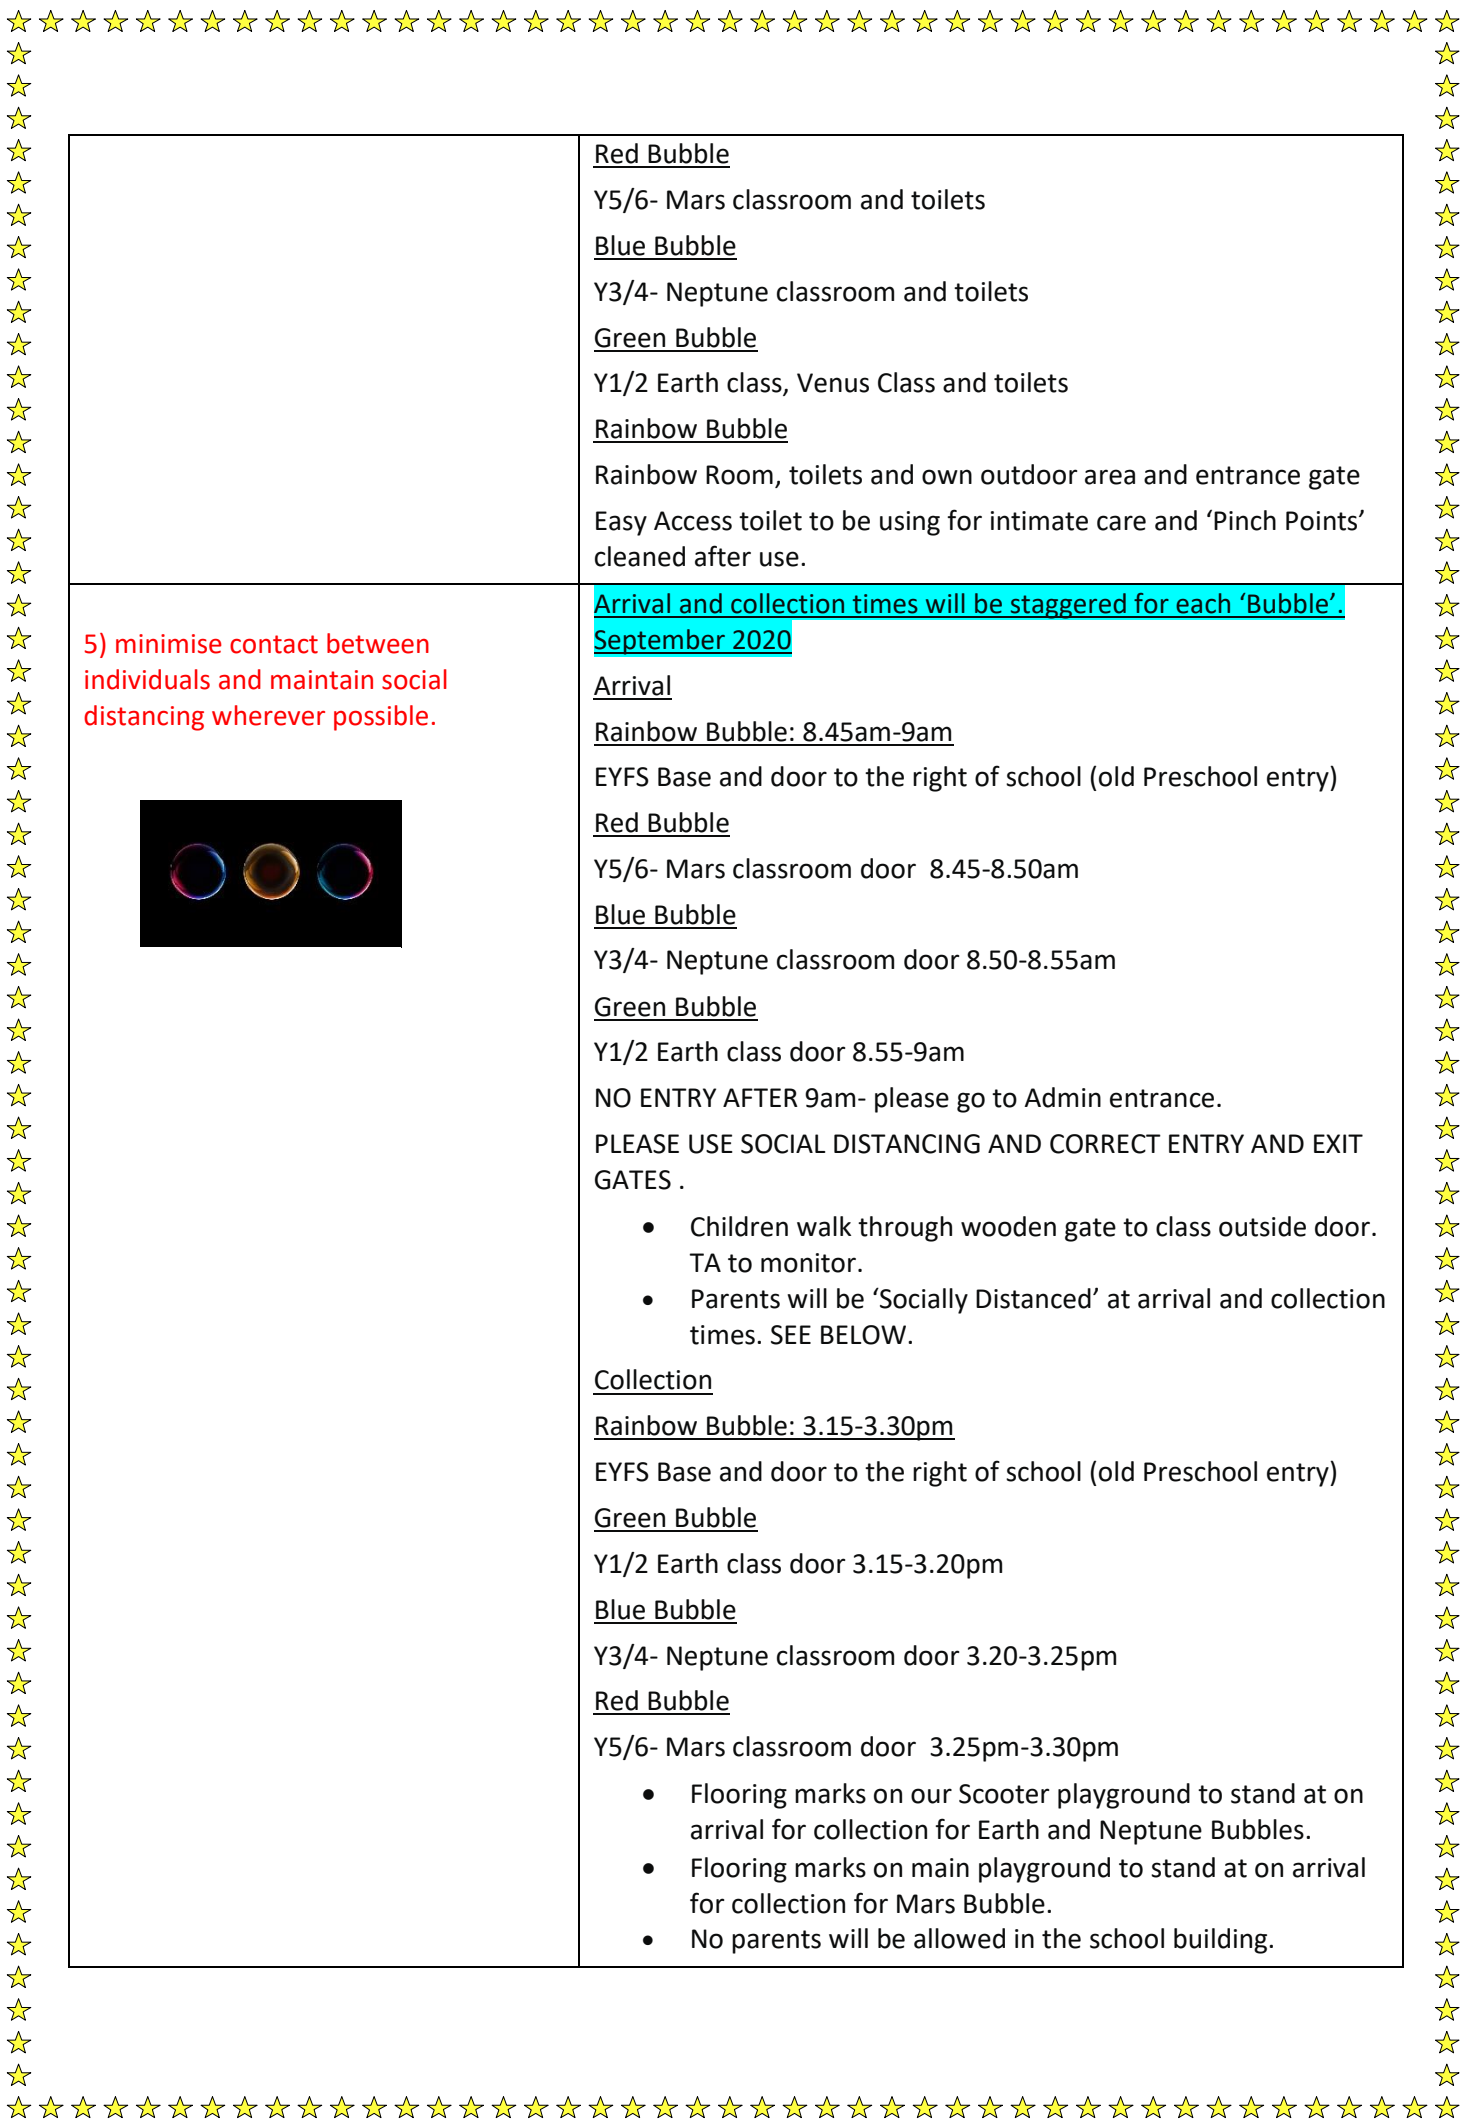 Red Bubble
Y5/6- Mars classroom and toilets
Blue Bubble
Y3/4- Neptune classroom and toilets
Green Bubble
Y1/2 Earth class, Venus Class and toilets
Rainbow Bubble
Rainbow Room, toilets and own outdoor area and entrance gate
Easy Access toilet to be using for intimate care and ‘Pinch Points’
cleaned after use.
5) minimise contact between
individuals and maintain social
distancing wherever possible.
Arrival and collection times will be staggered for each ‘Bubble’.
September 2020
Arrival
Rainbow Bubble: 8.45am-9am
EYFS Base and door to the right of school (old Preschool entry)
Red Bubble
Y5/6- Mars classroom door  8.45-8.50am
Blue Bubble
Y3/4- Neptune classroom door 8.50-8.55am
Green Bubble
Y1/2 Earth class door 8.55-9am
NO ENTRY AFTER 9am- please go to Admin entrance.
PLEASE USE SOCIAL DISTANCING AND CORRECT ENTRY AND EXIT
GATES .
• Children walk through wooden gate to class outside door.
TA to monitor.
• Parents will be ‘Socially Distanced’ at arrival and collection
times. SEE BELOW.
Collection
Rainbow Bubble: 3.15-3.30pm
EYFS Base and door to the right of school (old Preschool entry)
Green Bubble
Y1/2 Earth class door 3.15-3.20pm
Blue Bubble
Y3/4- Neptune classroom door 3.20-3.25pm
Red Bubble
Y5/6- Mars classroom door  3.25pm-3.30pm
• Flooring marks on our Scooter playground to stand at on
arrival for collection for Earth and Neptune Bubbles.
• Flooring marks on main playground to stand at on arrival
for collection for Mars Bubble.
• No parents will be allowed in the school building.